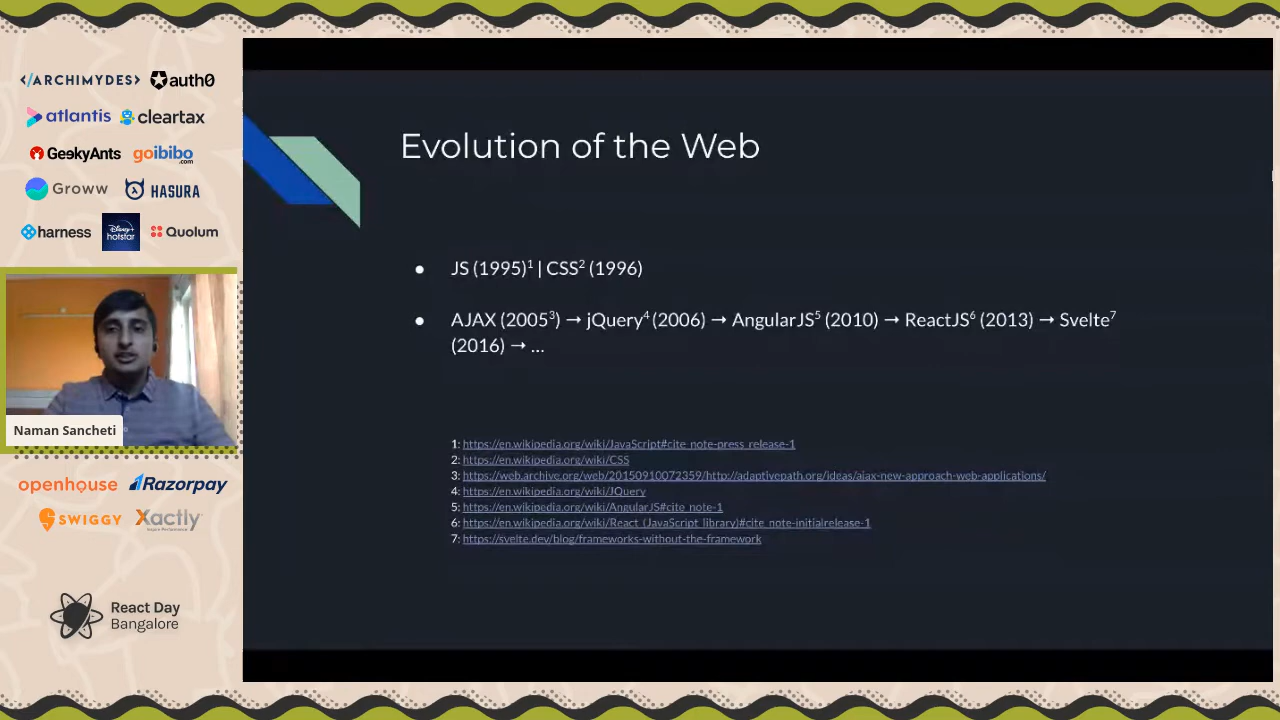 </ARCHIMYDES> auth0
atlantis cleartax
GeekyAnts goibibo.com
Groww HASURA
harness Disney+ hotstar Quolum
Naman Sancheti
openhouse Razorpay
SWIGGY Xactly
React Day
Bangalore
Evolution of the Web
● JS (1995)¹ | CSS² (1996)
● AJAX (2005³) → jQuery⁴ (2006) → AngularJS⁵ (2010) → ReactJS⁶ (2013) → Svelte⁷
(2016) → ...
1: https://en.wikipedia.org/wiki/JavaScript#cite_note-press_release-1
2: https://en.wikipedia.org/wiki/CSS
3: https://web.archive.org/web/20150910072359/http://adaptivepath.org/ideas/ajax-new-approach-web-applications/
4: https://en.wikipedia.org/wiki/JQuery
5: https://en.wikipedia.org/wiki/AngularJS#cite_note-1
6: https://en.wikipedia.org/wiki/React_(JavaScript_library)#cite_note-initialrelease-1
7: https://svelte.dev/blog/frameworks-without-the-framework